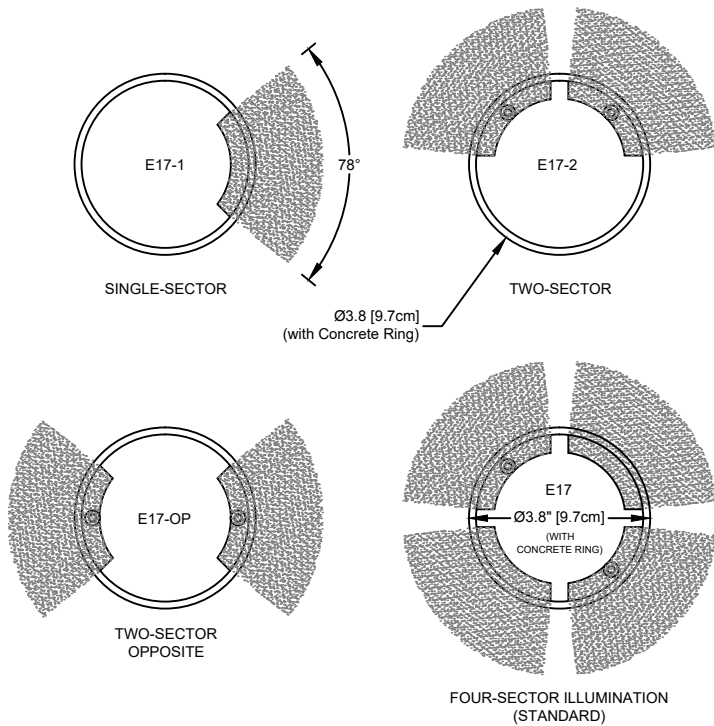 E17-1
78°
SINGLE-SECTOR
E17-2
TWO-SECTOR
Ø3.8 [9.7cm]
(with Concrete Ring)
E17-OP
TWO-SECTOR
OPPOSITE
E17
Ø3.8" [9.7cm]
(WITH
CONCRETE RING)
FOUR-SECTOR ILLUMINATION
(STANDARD)